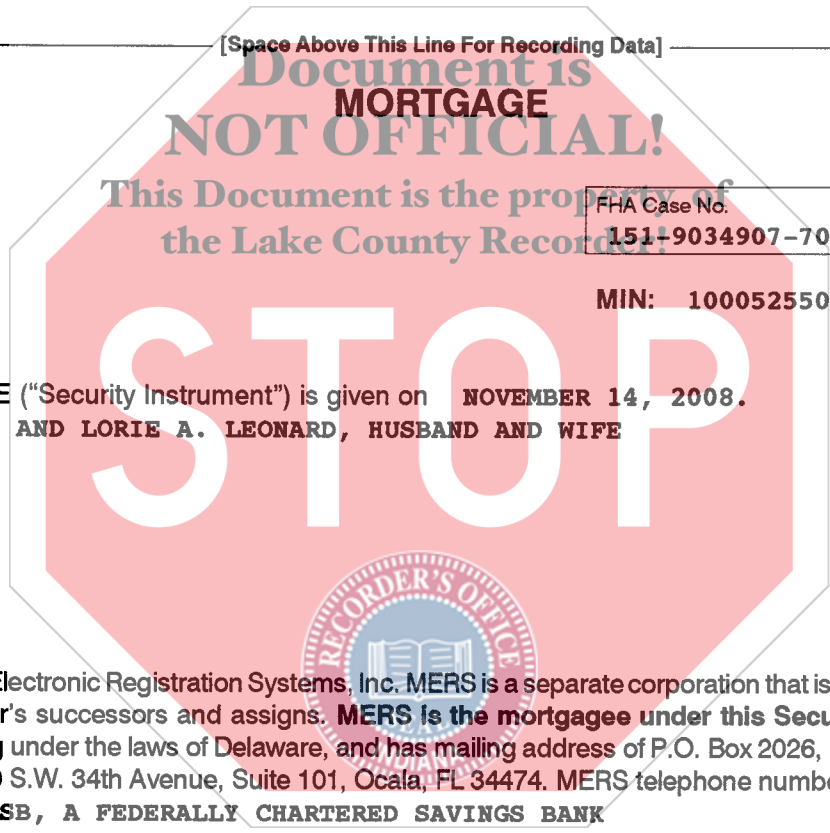 [Space Above This Line For Recording Data]
Document is
MORTGAGE
NOT OFFICIAL!
This Document is the property of
the Lake County Recorder!
FHA Case No.
151-9034907-70
MIN: 100052550
STOP
E (“Security Instrument”) is given on NOVEMBER 14, 2008.
AND LORIE A. LEONARD, HUSBAND AND WIFE
RECORDER'S OFFICE
Electronic Registration Systems, Inc. MERS is a separate corporation that is
r's successors and assigns. MERS is the mortgagee under this Secu
g under the laws of Delaware, and has mailing address of P.O. Box 2026,
S.W. 34th Avenue, Suite 101, Ocala, FL 34474. MERS telephone numbe
SB, A FEDERALLY CHARTERED SAVINGS BANK
SEAL
INDIANA